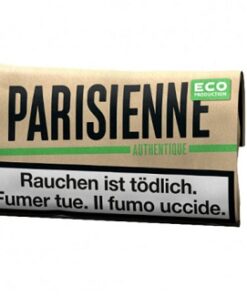 ECO
PRODUCTION
PARISIENNE
AUTHENTIQUE
Rauchen ist tödlich.
Fumer tue. Il fumo uccide.